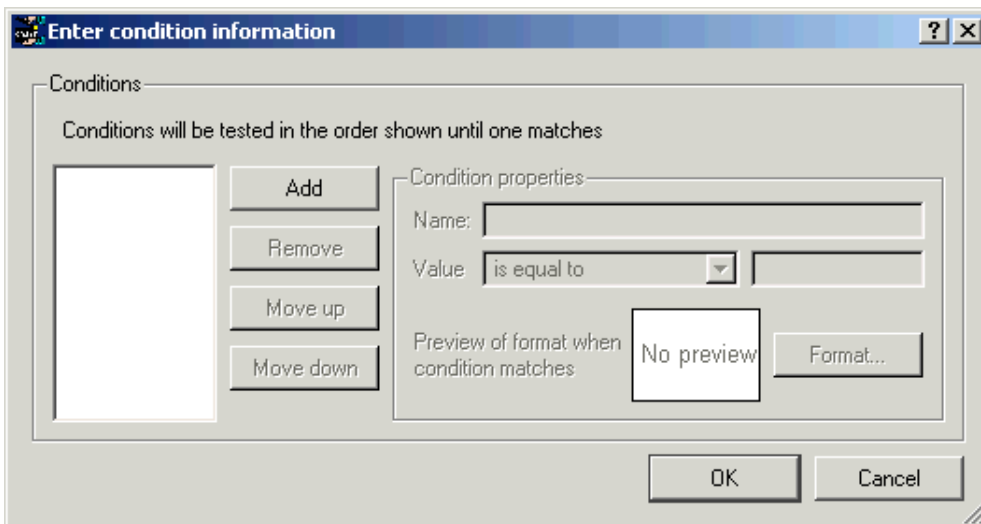 Enter condition information
Conditions
Conditions will be tested in the order shown until one matches
Add
Remove
Move up
Move down
Condition properties
Name:
Value is equal to
Preview of format when
condition matches
No preview
Format...
OK Cancel